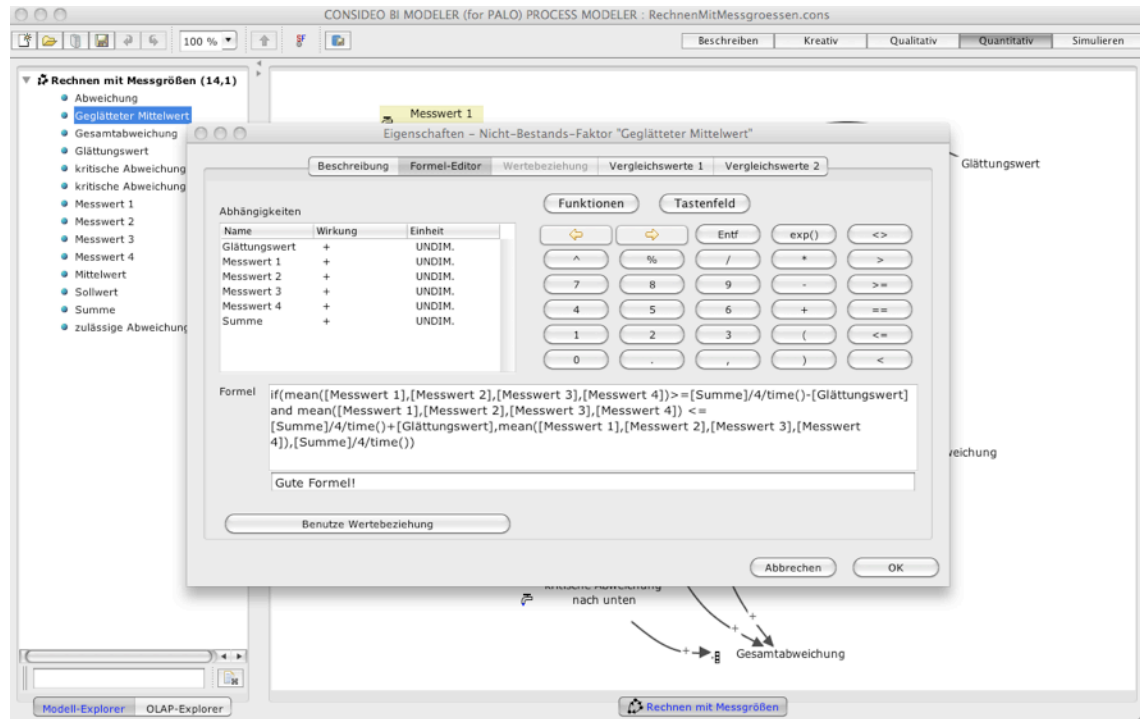 CONSIDEO BI MODELER (for PALO) PROCESS MODELER : RechnenMitMessgroessen.cons
100 %
Beschreiben Kreativ Qualitativ Quantitativ Simulieren
Rechnen mit Messgrößen (14,1)
Abweichung
Geglätteter Mittelwert
Gesamtabweichung
Glättungswert
kritische Abweichung
kritische Abweichung
Messwert 1
Messwert 2
Messwert 3
Messwert 4
Mittelwert
Sollwert
Summe
zulässige Abweichung
Modell-Explorer OLAP-Explorer
Messwert 1
Glättungswert
Eigenschaften – Nicht-Bestands-Faktor "Geglätteter Mittelwert"
Beschreibung Formel-Editor Wertebeziehung Vergleichswerte 1 Vergleichswerte 2
Abhängigkeiten
Name Wirkung Einheit
Glättungswert + UNDIM.
Messwert 1 + UNDIM.
Messwert 2 + UNDIM.
Messwert 3 + UNDIM.
Messwert 4 + UNDIM.
Summe + UNDIM.
Funktionen Tastenfeld
Entf exp() <>
^ % / * >
7 8 9 - >=
4 5 6 + ==
1 2 3 ( <=
0 . , ) <
Formel
if(mean([Messwert 1],[Messwert 2],[Messwert 3],[Messwert 4])>=[Summe]/4/time()-[Glättungswert]
and mean([Messwert 1],[Messwert 2],[Messwert 3],[Messwert 4]) <=
[Summe]/4/time()+[Glättungswert],mean([Messwert 1],[Messwert 2],[Messwert 3],[Messwert
4]),[Summe]/4/time())
Gute Formel!
Benutze Wertebeziehung
Abbrechen OK
eichung
kritische Abweichung
nach unten
+
+
+
Gesamtabweichung
Rechnen mit Messgrößen